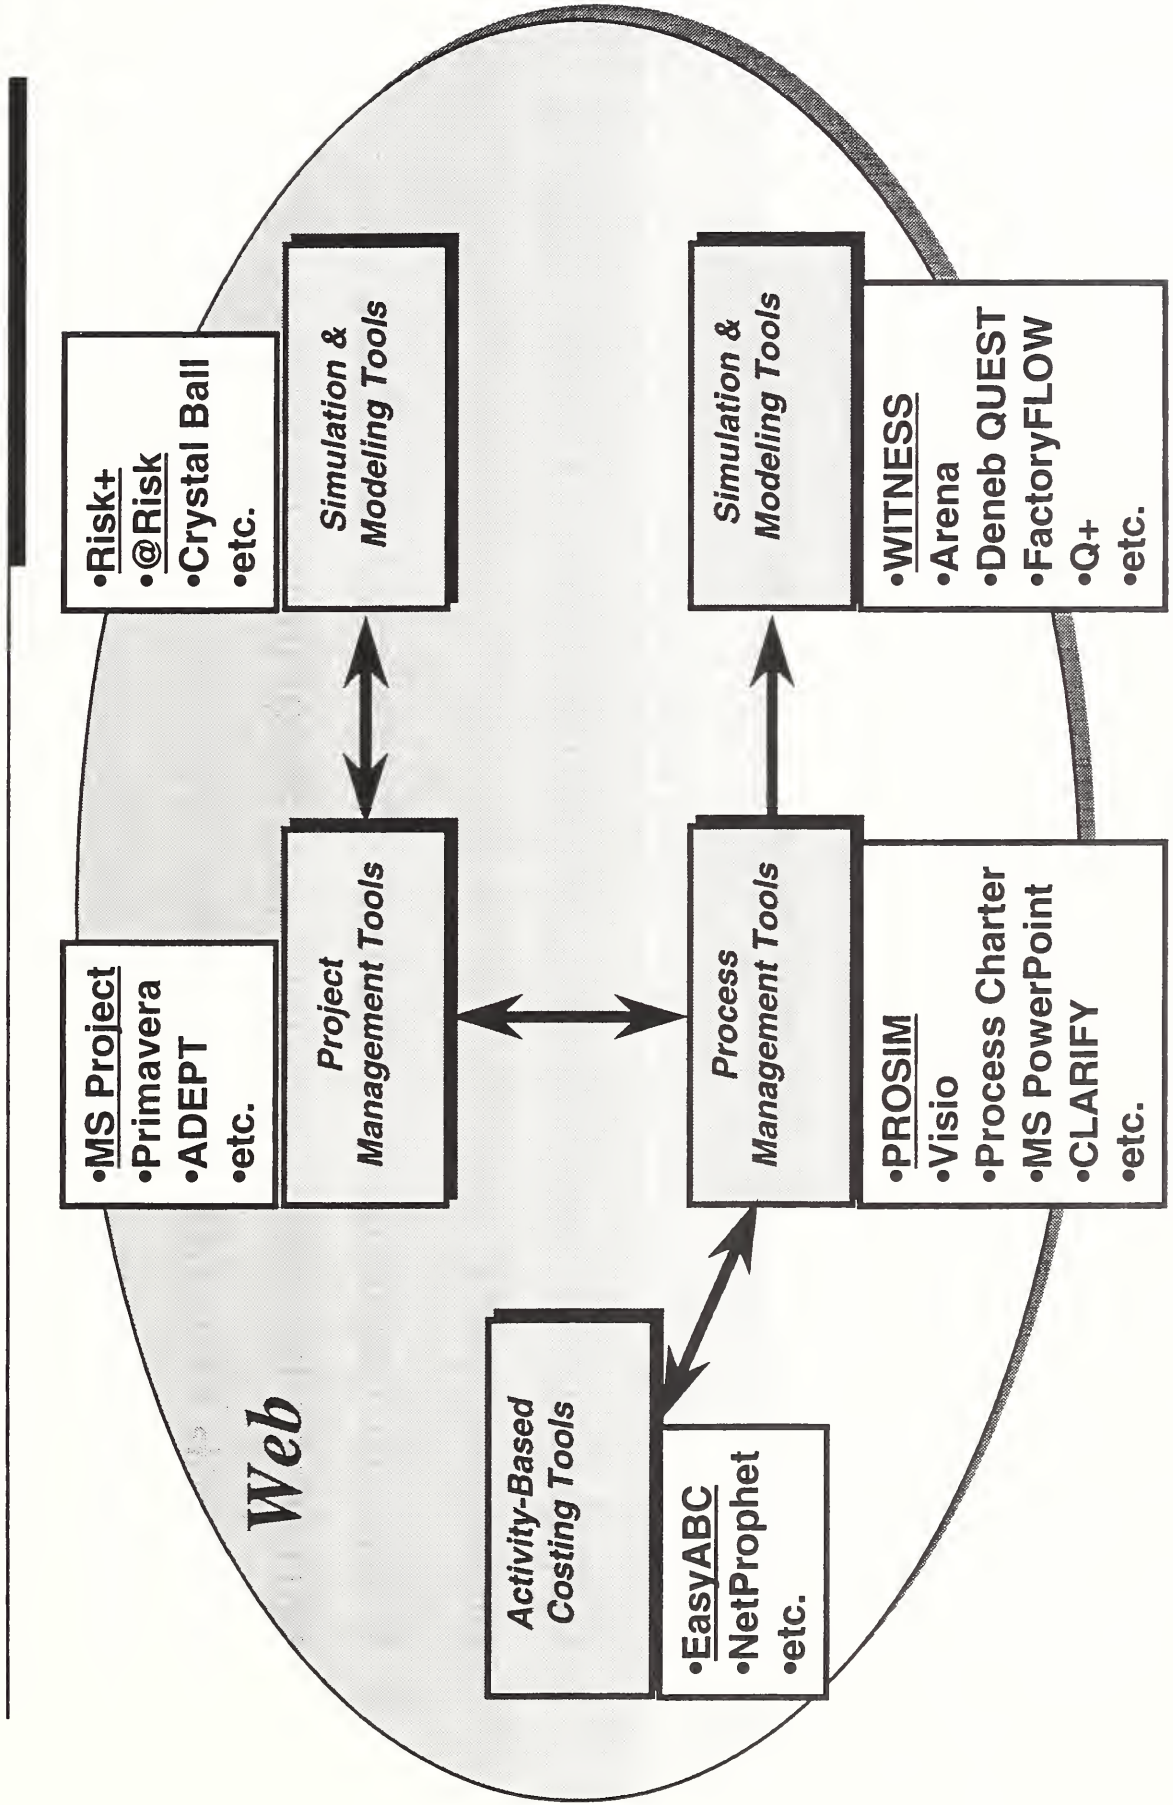 Web
•MS Project
•Primavera
•ADEPT
•etc.
Project
Management Tools
•Risk+
•@Risk
•Crystal Ball
•etc.
Simulation &
Modeling Tools
Activity-Based
Costing Tools
•EasyABC
•NetProphet
•etc.
Process
Management Tools
•PROSIM
•Visio
•Process Charter
•MS PowerPoint
•CLARIFY
•etc.
Simulation &
Modeling Tools
•WITNESS
•Arena
•Deneb QUEST
•FactoryFLOW
•Q+
•etc.